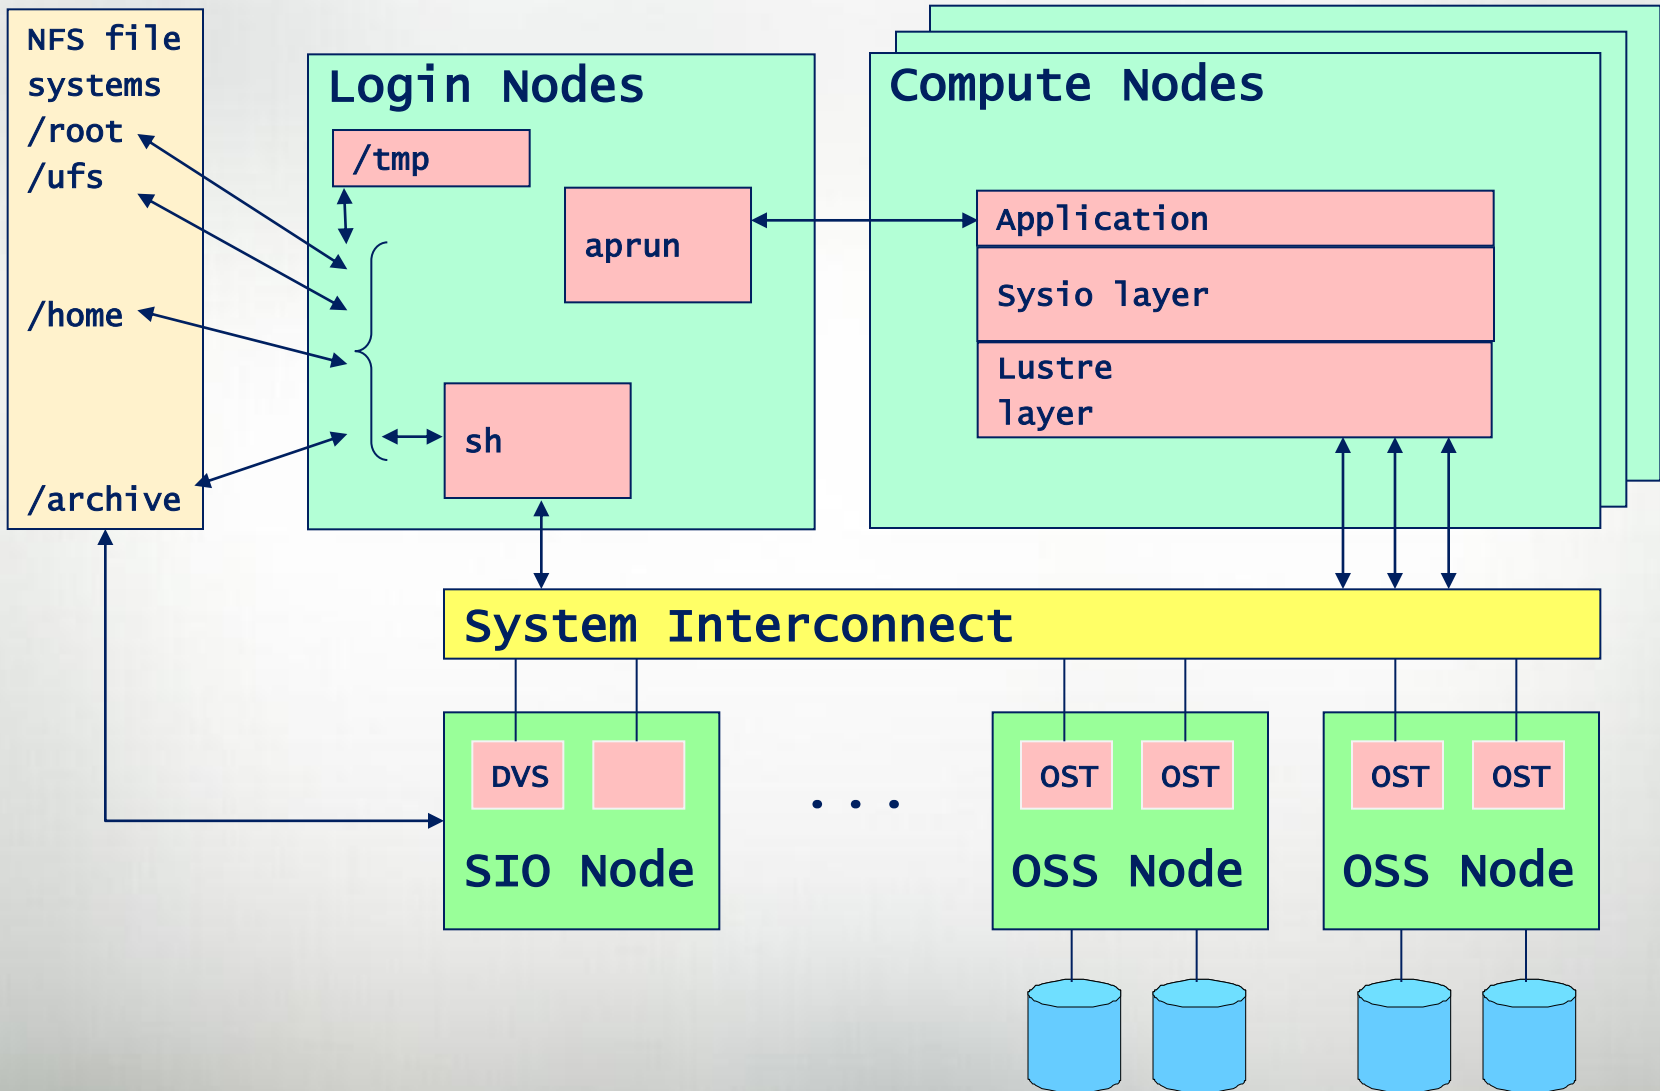 NFS file
systems
/root
/ufs
/home
/archive
Login Nodes
/tmp
aprun
sh
Compute Nodes
Application
Sysio layer
Lustre
layer
System Interconnect
DVS
SIO Node
. . .
OST
OST
OSS Node
OST
OST
OSS Node